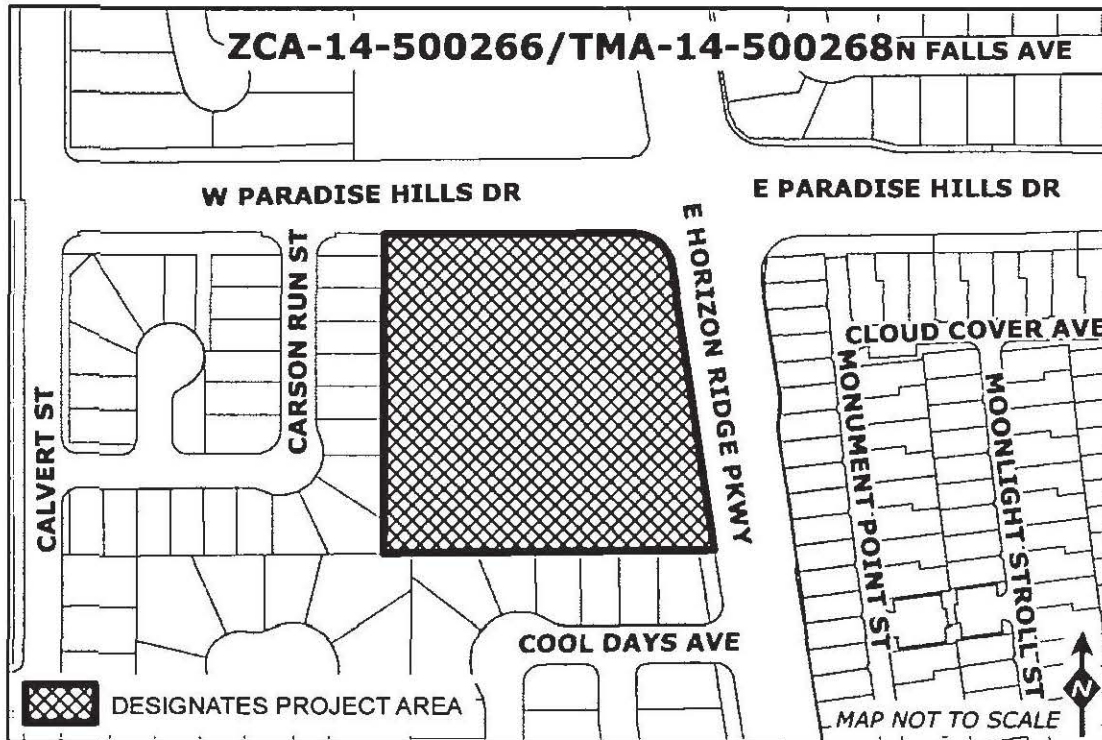 ZCA-14-500266/TMA-14-500268
N FALLS AVE
W PARADISE HILLS DR
E PARADISE HILLS DR
E HORIZON RIDGE PKWY
CARSON RUN ST
CALVERT ST
CLOUD COVER AVE
MONUMENT POINT ST
MOONLIGHT STROLL ST
COOL DAYS AVE
DESIGNATES PROJECT AREA
N
MAP NOT TO SCALE